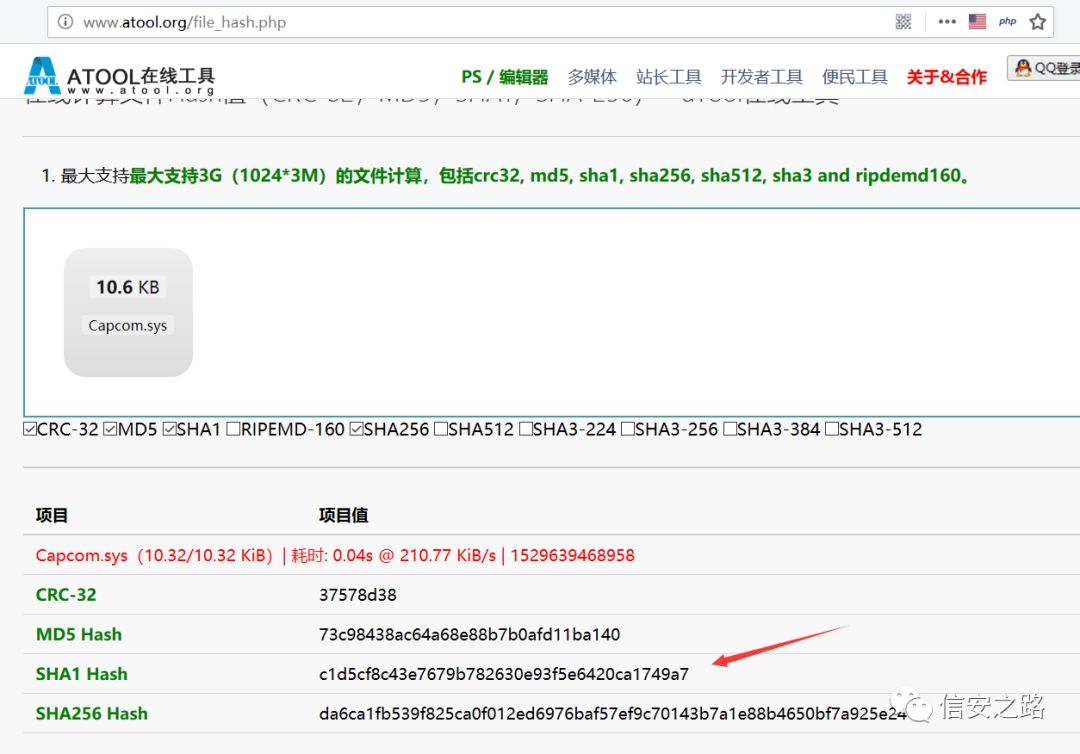 www.atool.org/file_hash.php
php
ATOOL ATOOL在线工具
www.atool.org
PS / 编辑器 多媒体 站长工具 开发者工具 便民工具 关于&合作 QQ登录
1. 最大支持最大支持3G（1024*3M）的文件计算，包括crc32, md5, sha1, sha256, sha512, sha3 and ripdemd160。
10.6 KB
Capcom.sys
CRC-32 MD5 SHA1 RIPEMD-160 SHA256 SHA512 SHA3-224 SHA3-256 SHA3-384 SHA3-512
项目 项目值
Capcom.sys（10.32/10.32 KiB）| 耗时: 0.04s @ 210.77 KiB/s | 1529639468958
CRC-32 37578d38
MD5 Hash 73c98438ac64a68e88b7b0afd11ba140
SHA1 Hash c1d5cf8c43e7679b782630e93f5e6420ca1749a7
SHA256 Hash da6ca1fb539f825ca0f012ed6976baf57ef9c70143b7a1e88b4650bf7a925e24
信安之路